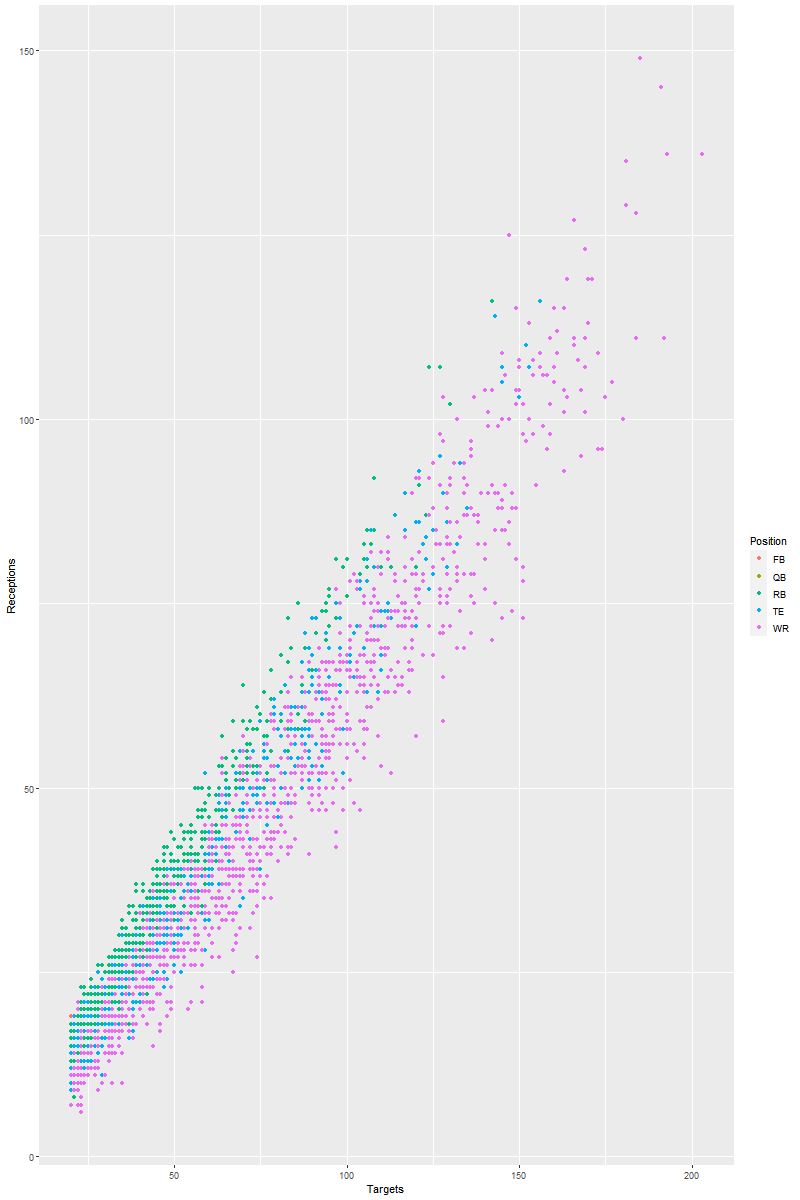 150
100
50
0
Receptions
50
100
150
200
Targets
Position
FB
QB
RB
TE
WR